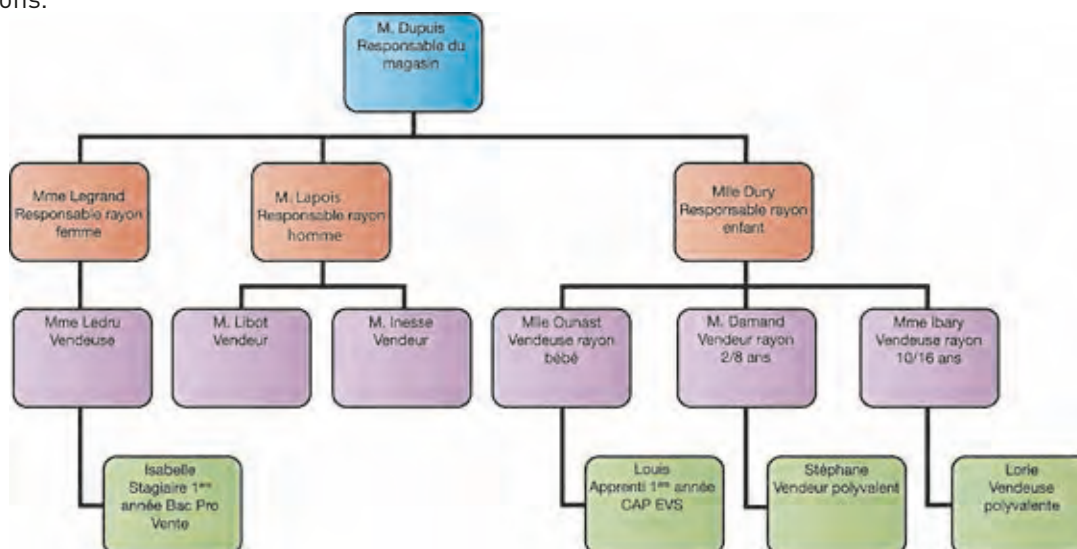 ons.
M. Dupuis
Responsable du
magasin
Mme Legrand
Responsable rayon
femme
M. Lapois
Responsable rayon
homme
Mlle Dury
Responsable rayon
enfant
Mme Ledru
Vendeuse
M. Libot
Vendeur
M. Inesse
Vendeur
Mlle Ounast
Vendeuse rayon
bébé
M. Damand
Vendeur rayon
2/8 ans
Mme Ibary
Vendeuse rayon
10/16 ans
Isabelle
Stagiaire 1ère
année Bac Pro
Vente
Louis
Apprenti 1ère année
CAP EVS
Stéphane
Vendeur polyvalent
Lorie
Vendeuse
polyvalente